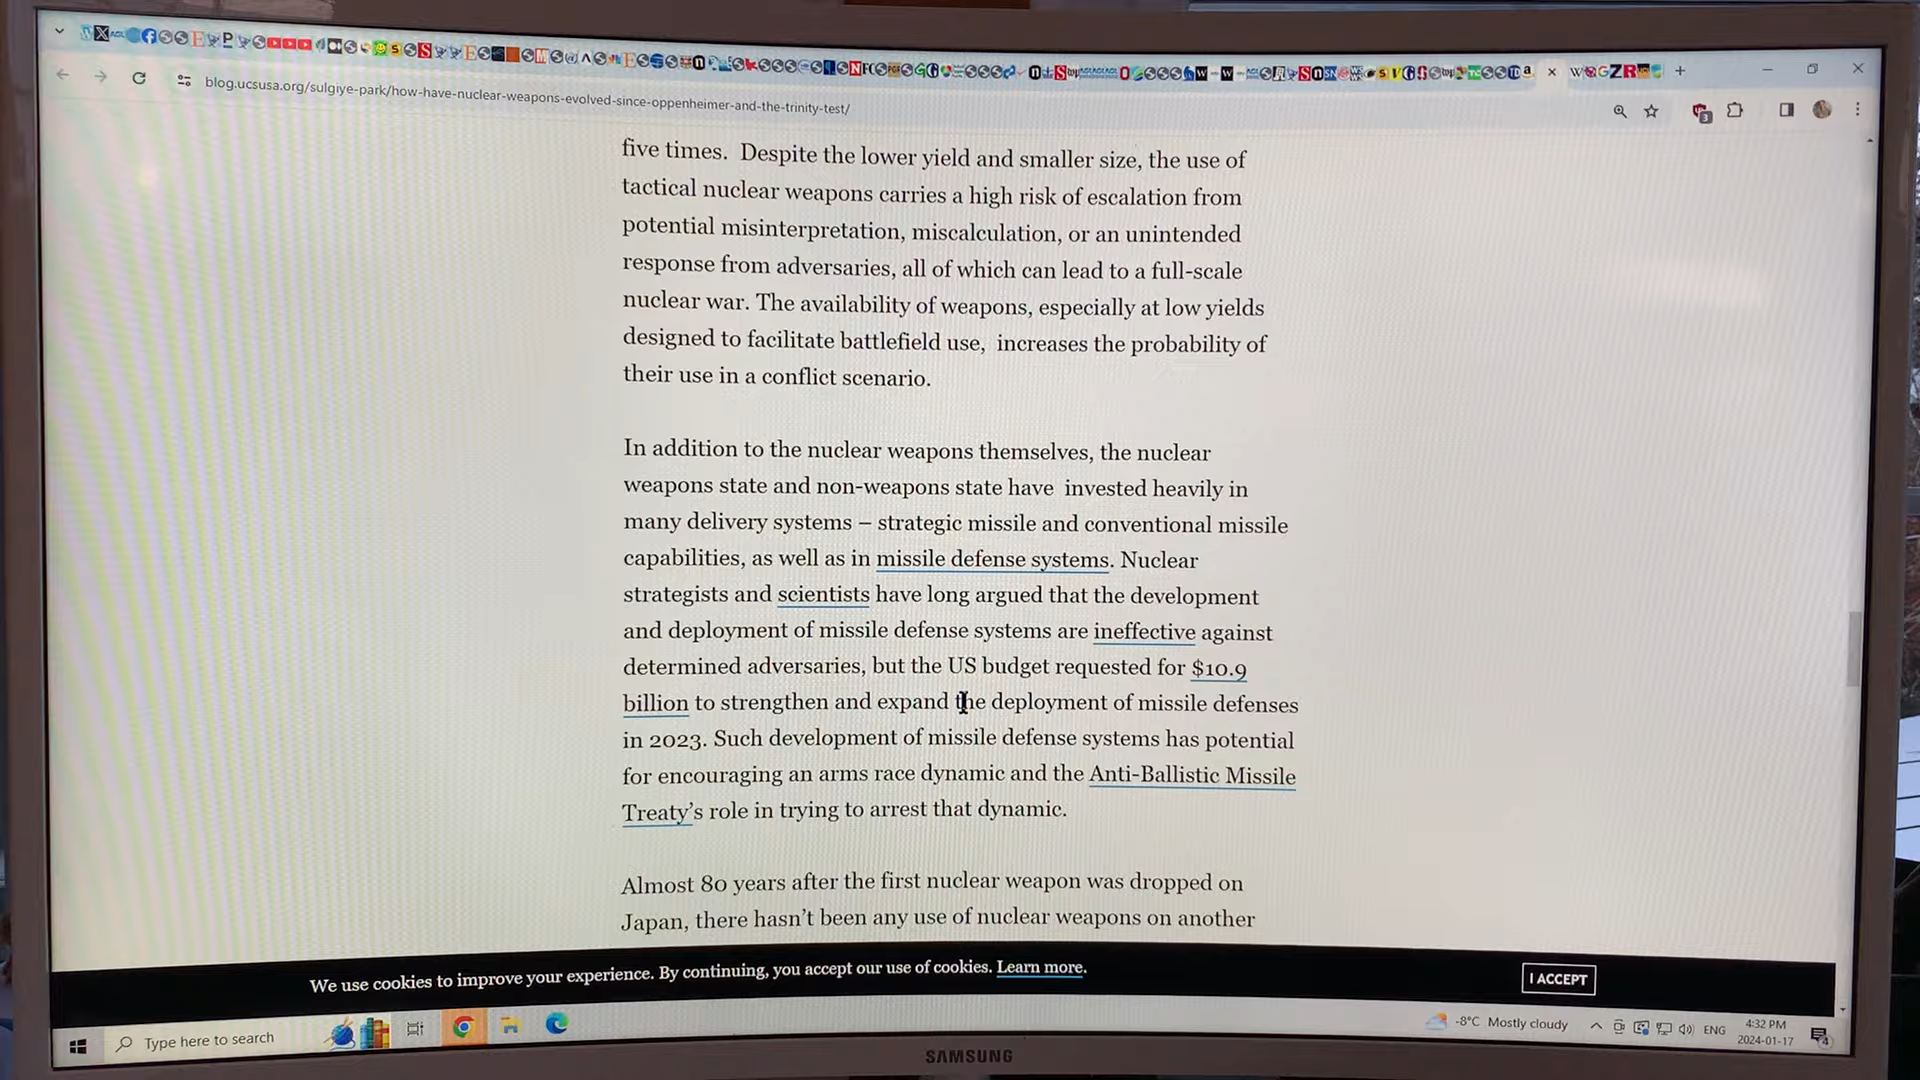 blog.ucsusa.org/sulgiye-park/how-have-nuclear-weapons-evolved-since-oppenheimer-and-the-trinity-test/
five times.  Despite the lower yield and smaller size, the use of
tactical nuclear weapons carries a high risk of escalation from
potential misinterpretation, miscalculation, or an unintended
response from adversaries, all of which can lead to a full-scale
nuclear war. The availability of weapons, especially at low yields
designed to facilitate battlefield use,  increases the probability of
their use in a conflict scenario.
In addition to the nuclear weapons themselves, the nuclear
weapons state and non-weapons state have  invested heavily in
many delivery systems – strategic missile and conventional missile
capabilities, as well as in missile defense systems. Nuclear
strategists and scientists have long argued that the development
and deployment of missile defense systems are ineffective against
determined adversaries, but the US budget requested for $10.9
billion to strengthen and expand the deployment of missile defenses
in 2023. Such development of missile defense systems has potential
for encouraging an arms race dynamic and the Anti-Ballistic Missile
Treaty’s role in trying to arrest that dynamic.
Almost 80 years after the first nuclear weapon was dropped on
Japan, there hasn’t been any use of nuclear weapons on another
We use cookies to improve your experience. By continuing, you accept our use of cookies. Learn more.
I ACCEPT
Type here to search
-8°C Mostly cloudy
ENG
4:32 PM
2024-01-17
SAMSUNG